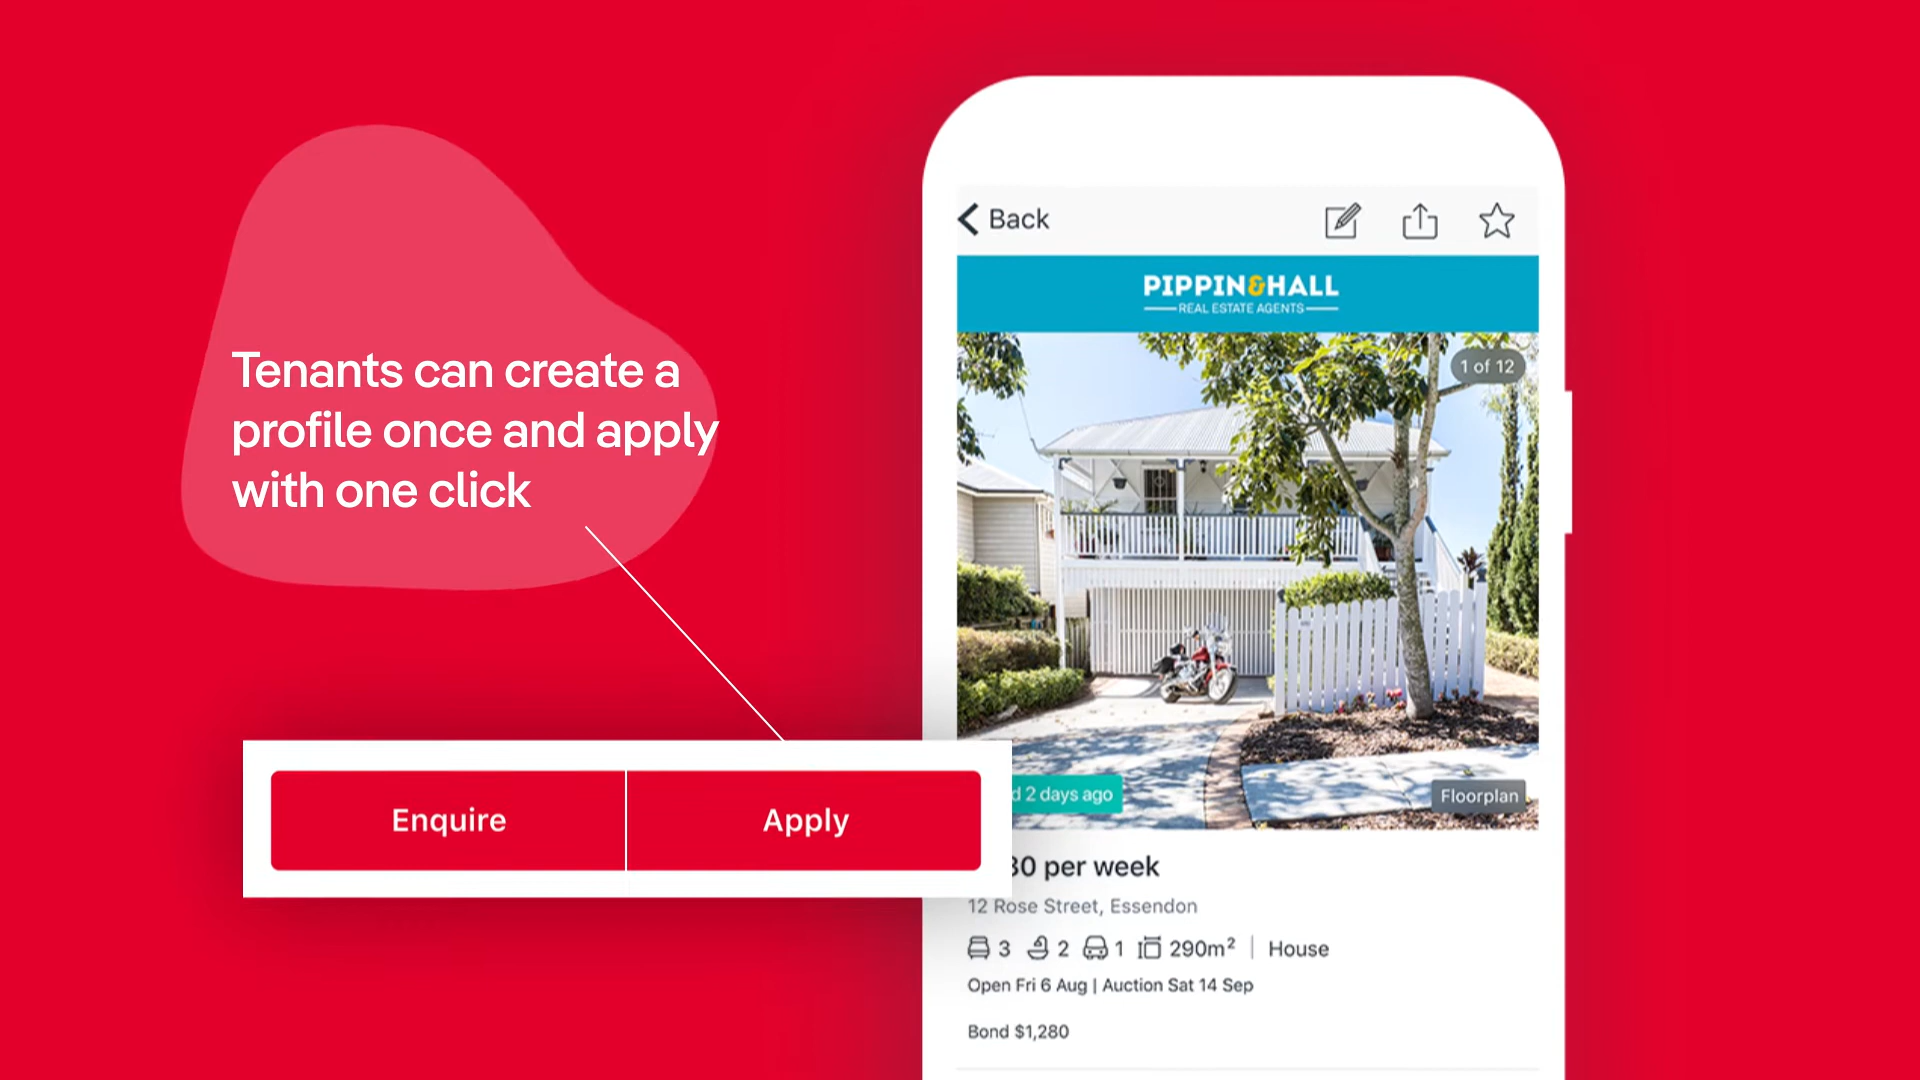 Back
PIPPIN&HALL
REAL ESTATE AGENTS
1 of 12
Tenants can create a
profile once and apply
with one click
2 days ago
Floorplan
Enquire
Apply
per week
12 Rose Street, Essendon
3 2 1 290m² | House
Open Fri 6 Aug | Auction Sat 14 Sep
Bond $1,280